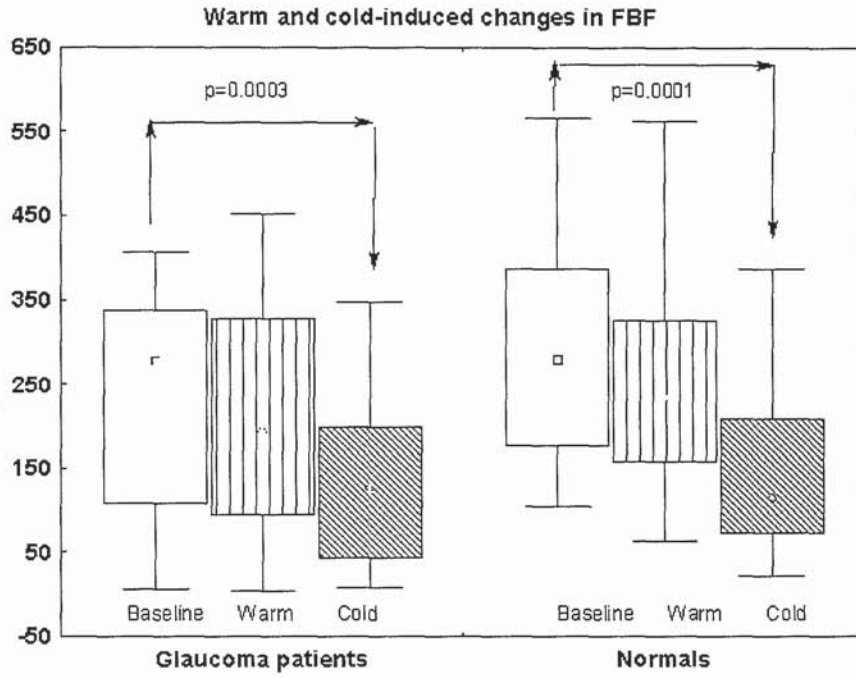 Warm and cold-induced changes in FBF
650
550
450
350
250
150
50
-50
p=0.0003
p=0.0001
Baseline Warm Cold
Baseline Warm Cold
Glaucoma patients
Normals